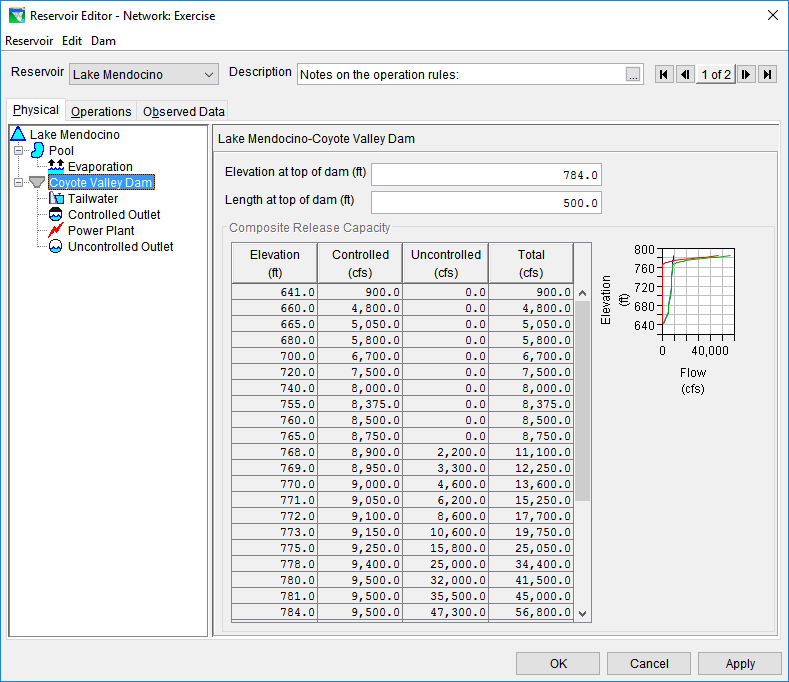 Reservoir Editor - Network: Exercise
Reservoir Edit Dam
Reservoir Lake Mendocino Description Notes on the operation rules: ... 1 of 2
Physical Operations Observed Data
Lake Mendocino
Pool
Evaporation
Coyote Valley Dam
Tailwater
Controlled Outlet
Power Plant
Uncontrolled Outlet
Lake Mendocino-Coyote Valley Dam
Elevation at top of dam (ft) 784.0
Length at top of dam (ft) 500.0
Composite Release Capacity
Elevation Controlled Uncontrolled Total
(ft) (cfs) (cfs) (cfs)
641.0 900.0 0.0 900.0
660.0 4,800.0 0.0 4,800.0
665.0 5,050.0 0.0 5,050.0
680.0 5,800.0 0.0 5,800.0
700.0 6,700.0 0.0 6,700.0
720.0 7,500.0 0.0 7,500.0
740.0 8,000.0 0.0 8,000.0
755.0 8,375.0 0.0 8,375.0
760.0 8,500.0 0.0 8,500.0
765.0 8,750.0 0.0 8,750.0
768.0 8,900.0 2,200.0 11,100.0
769.0 8,950.0 3,300.0 12,250.0
770.0 9,000.0 4,600.0 13,600.0
771.0 9,050.0 6,200.0 15,250.0
772.0 9,100.0 8,600.0 17,700.0
773.0 9,150.0 10,600.0 19,750.0
775.0 9,250.0 15,800.0 25,050.0
778.0 9,400.0 25,000.0 34,400.0
780.0 9,500.0 32,000.0 41,500.0
781.0 9,500.0 35,500.0 45,000.0
784.0 9,500.0 47,300.0 56,800.0
800
760
720
680
640
Elevation
(ft)
0 40,000
Flow
(cfs)
OK Cancel Apply